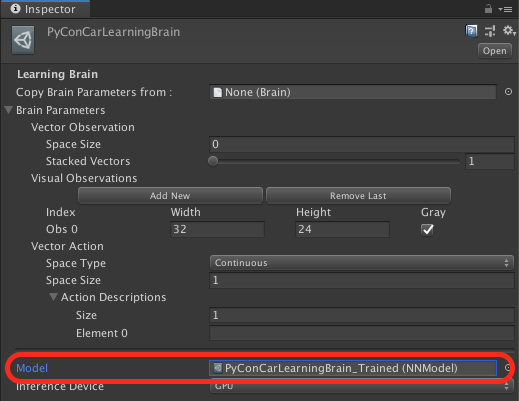 Inspector
PyConCarLearningBrain
Open
Learning Brain
Copy Brain Parameters from : None (Brain)
Brain Parameters
Vector Observation
Space Size 0
Stacked Vectors 1
Visual Observations
Add New Remove Last
Index Width Height Gray
Obs 0 32 24
Vector Action
Space Type Continuous
Space Size 1
Action Descriptions
Size 1
Element 0
Model PyConCarLearningBrain_Trained (NNModel)
Inference Device GPU